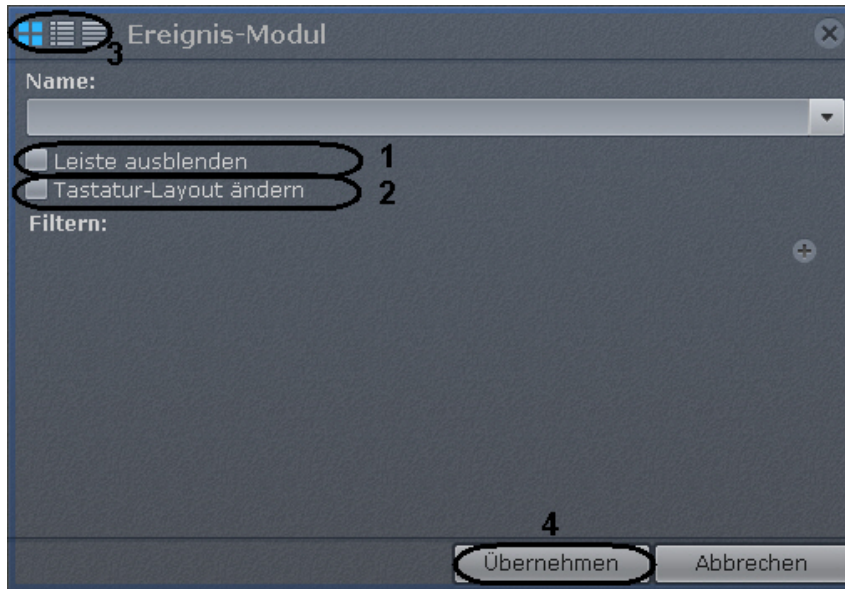 3 Ereignis-Modul
Name:
Leiste ausblenden 1
Tastatur-Layout ändern 2
Filtern:
4
Übernehmen Abbrechen